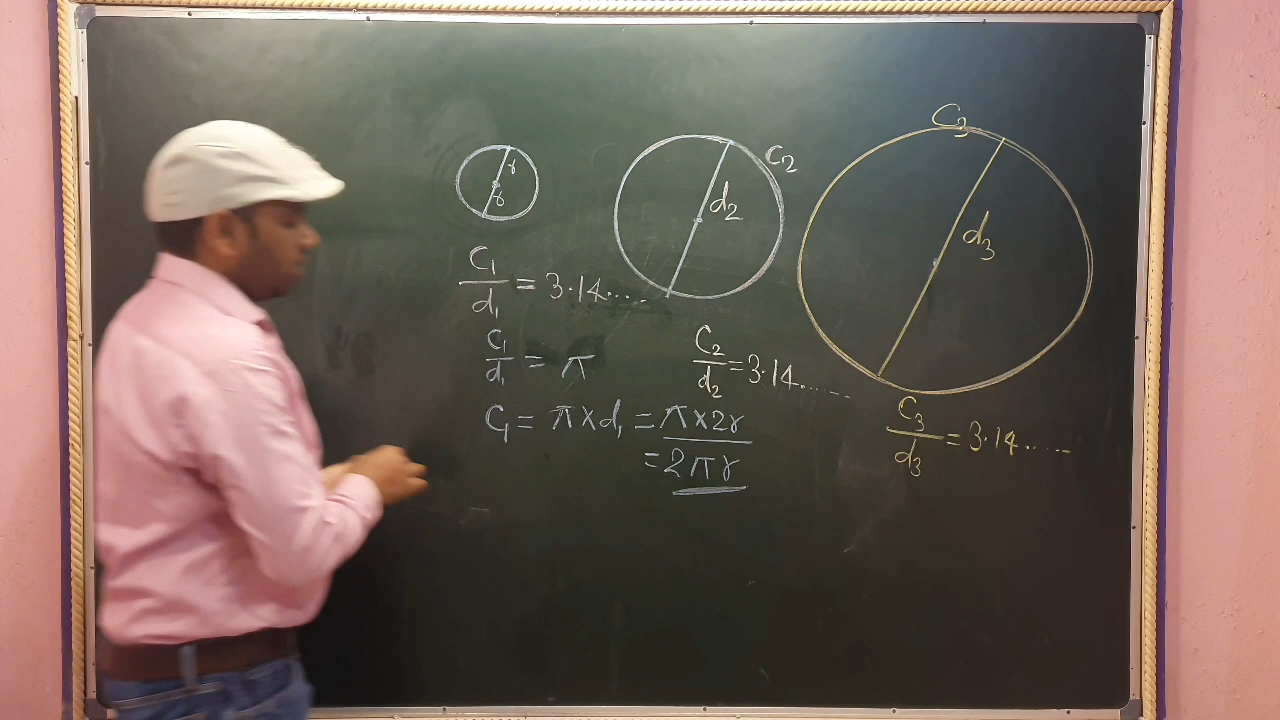 r
r
C₁/d₁ = 3.14....
C₁/d₁ = π
C₁ = π×d₁ = π×2r
= 2πr
C₂
d₂
C₂/d₂ = 3.14......
C₃
d₃
C₃/d₃ = 3.14......